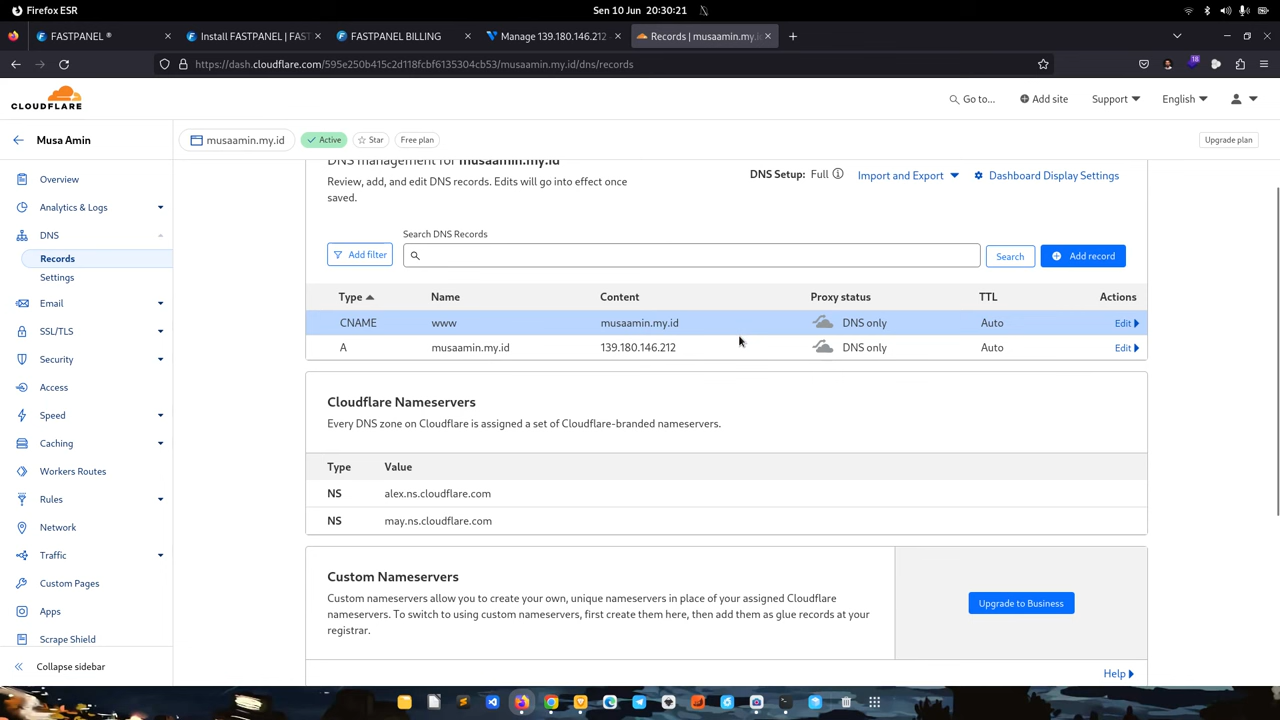 Firefox ESR
Sen 10 Jun 20:30:21
FASTPANEL ®
Install FASTPANEL | FAST
FASTPANEL BILLING
Manage 139.180.146.212 -
Records | musaamin.my.i
https://dash.cloudflare.com/595e250b415c2d118fcbf6135304cb53/musaamin.my.id/dns/records
18
CLOUDFLARE
Go to...
Add site
Support
English
Musa Amin
musaamin.my.id
Active
Star
Free plan
Upgrade plan
Overview
Analytics & Logs
DNS
Records
Settings
Email
SSL/TLS
Security
Access
Speed
Caching
Workers Routes
Rules
Network
Traffic
Custom Pages
Apps
Scrape Shield
Collapse sidebar
DNS management for musaamin.my.id
Review, add, and edit DNS records. Edits will go into effect once
saved.
DNS Setup: Full
Import and Export
Dashboard Display Settings
Search DNS Records
Add filter
Search
Add record
Type Name Content Proxy status TTL Actions
CNAME www musaamin.my.id DNS only Auto Edit
A musaamin.my.id 139.180.146.212 DNS only Auto Edit
Cloudflare Nameservers
Every DNS zone on Cloudflare is assigned a set of Cloudflare-branded nameservers.
Type Value
NS alex.ns.cloudflare.com
NS may.ns.cloudflare.com
Custom Nameservers
Custom nameservers allow you to create your own, unique nameservers in place of your assigned Cloudflare
nameservers. To switch to using custom nameservers, first create them here, then add them as glue records at your
registrar.
Upgrade to Business
Help